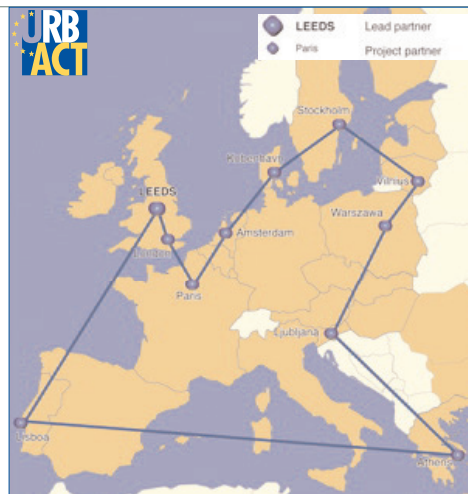 URB
ACT
LEEDS Lead partner
Paris Project partner
Stockholm
København
Vilnius
LEEDS
Warszawa
London
Amsterdam
Paris
Ljubljana
Lisboa
Athens